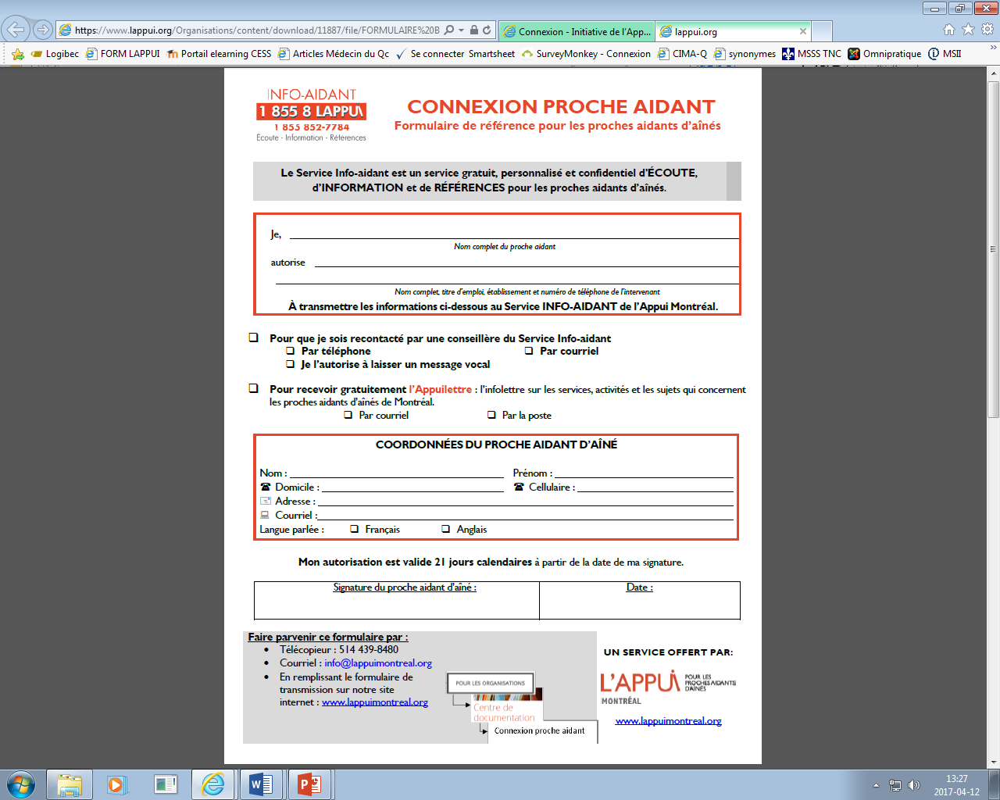 https://www.lappui.org/Organisations/content/download/11887/file/FORMULAIRE%20B
Connexion - Initiative de l'App...
lappui.org
Logibec
FORM LAPPUI
Portail elearning CESS
Articles Médecin du Qc
Se connecter
Smartsheet
SurveyMonkey - Connexion
CIMA-Q
synonymes
MSSS TNC
Omnipratique
MSII
INFO-AIDANT
1 855 8 LAPPUI
1 855 852-7784
Écoute - Information - Références
CONNEXION PROCHE AIDANT
Formulaire de référence pour les proches aidants d'aînés
Le Service Info-aidant est un service gratuit, personnalisé et confidentiel d'ÉCOUTE,
d'INFORMATION et de RÉFÉRENCES pour les proches aidants d'aînés.
Je,
Nom complet du proche aidant
autorise
Nom complet, titre d'emploi, établissement et numéro de téléphone de l'intervenant
À transmettre les informations ci-dessous au Service INFO-AIDANT de l'Appui Montréal.
Pour que je sois recontacté par une conseillère du Service Info-aidant
Par téléphone Par courriel
Je l'autorise à laisser un message vocal
Pour recevoir gratuitement l'Appuilettre : l'infolettre sur les services, activités et les sujets qui concernent
les proches aidants d'aînés de Montréal.
Par courriel Par la poste
COORDONNÉES DU PROCHE AIDANT D'AÎNÉ
Nom : Prénom :
Domicile : Cellulaire :
Adresse :
Courriel :
Langue parlée : Français Anglais
Mon autorisation est valide 21 jours calendaires à partir de la date de ma signature.
Signature du proche aidant d'aîné : Date :
Faire parvenir ce formulaire par :
• Télécopieur : 514 439-8480
• Courriel : info@lappuimontreal.org
• En remplissant le formulaire de
transmission sur notre site
internet : www.lappuimontreal.org
POUR LES ORGANISATIONS
Centre de
documentation
Connexion proche aidant
UN SERVICE OFFERT PAR:
L'APPUI POUR LES
PROCHES AIDANTS
D'AÎNÉS
MONTRÉAL
www.lappuimontreal.org
13:27
2017-04-12